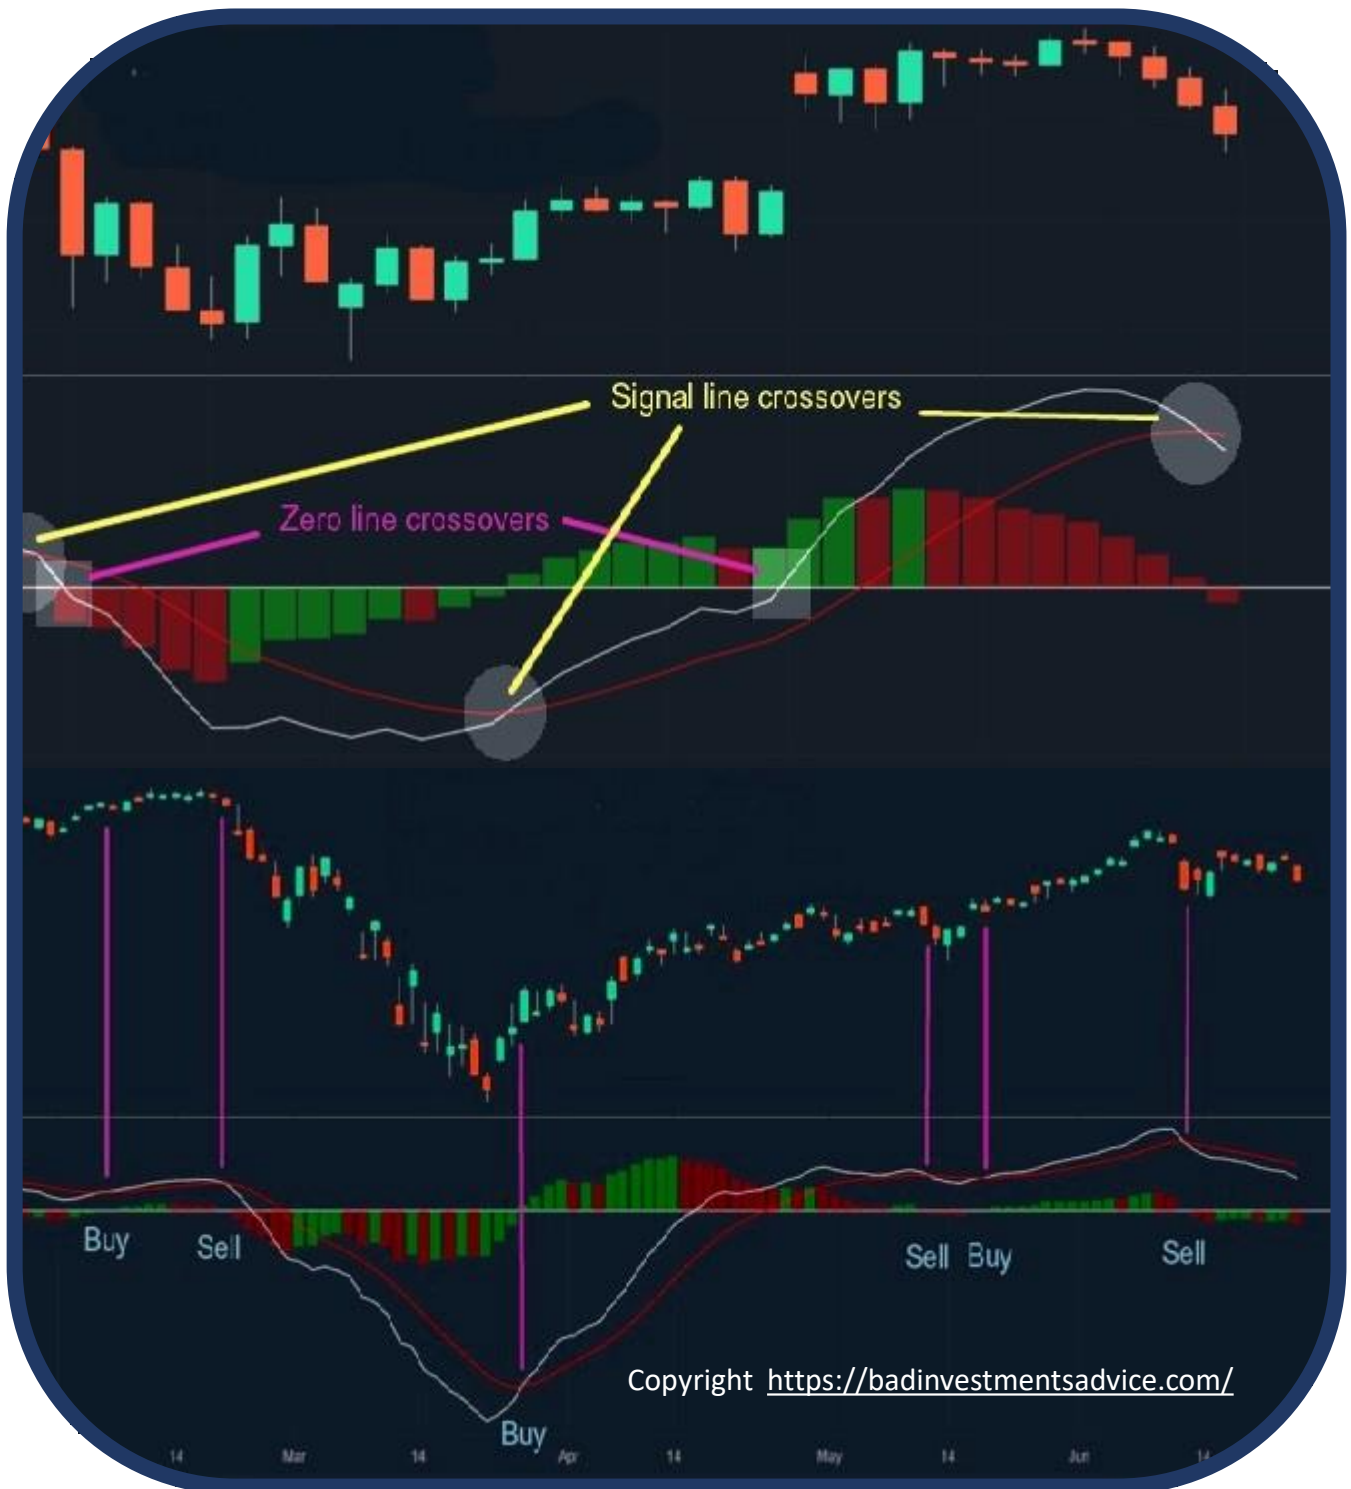 Signal line crossovers
Zero line crossovers
Buy
Sell
Sell
Buy
Sell
Copyright https://badinvestmentsadvice.com/
Buy
14
Mar
14
Apr
14
May
14
Jun
14